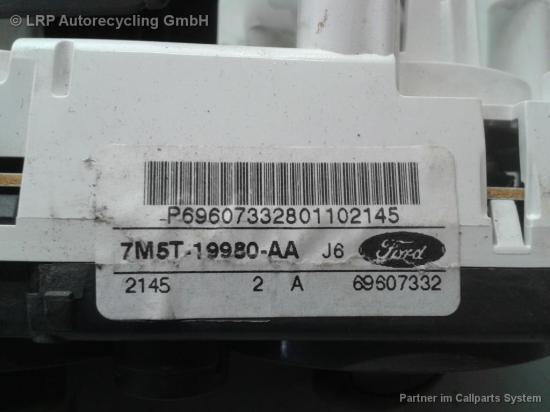 © LRP Autorecycling GmbH
P69607332801102145
7M5T-19980-AA J6 Ford
2145 2 A 69607332
Partner im Callparts System